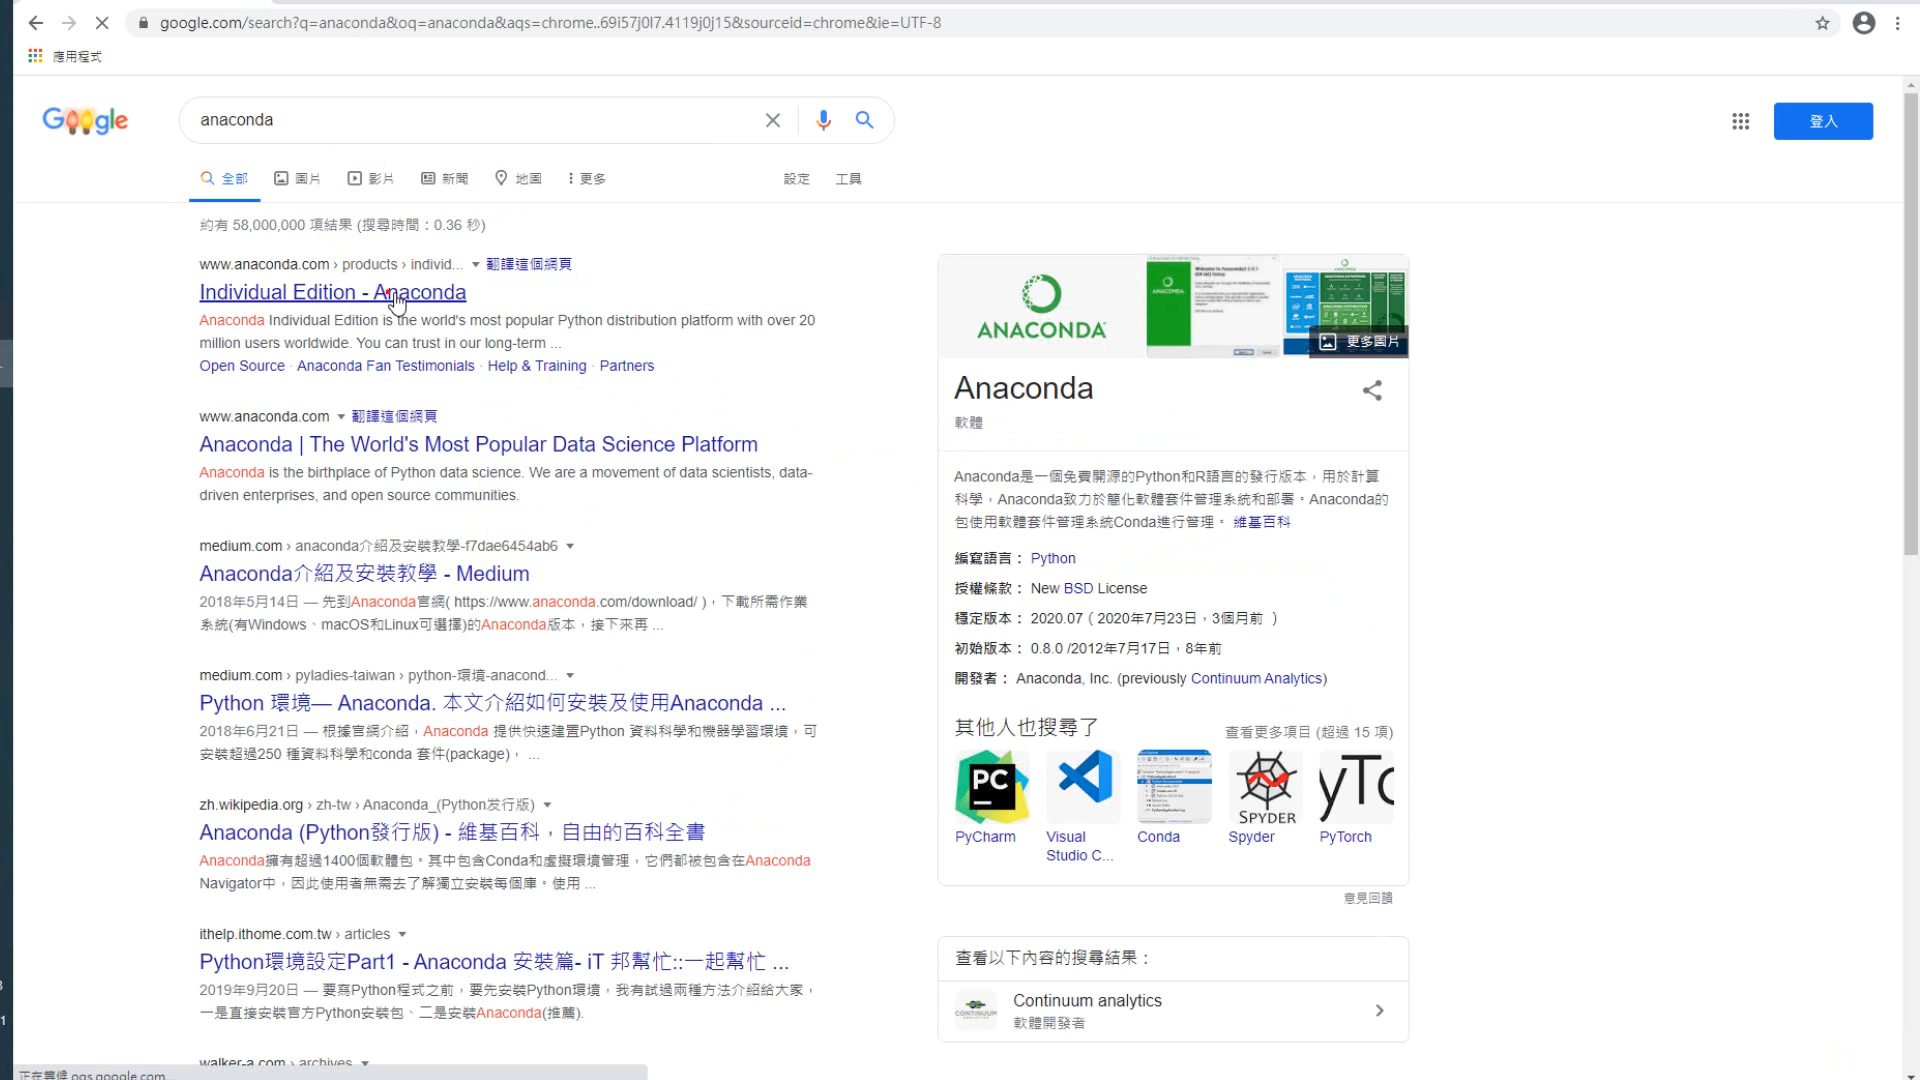 google.com/search?q=anaconda&oq=anaconda&aqs=chrome..69i57j0l7.4119j0j15&sourceid=chrome&ie=UTF-8
應用程式
Google
anaconda
登入
全部 圖片 影片 新聞 地圖 更多 設定 工具
約有 58,000,000 項結果 (搜尋時間：0.36 秒)
www.anaconda.com › products › individ... 翻譯這個網頁
Individual Edition - Anaconda
Anaconda Individual Edition is the world's most popular Python distribution platform with over 20
million users worldwide. You can trust in our long-term ...
Open Source · Anaconda Fan Testimonials · Help & Training · Partners
www.anaconda.com 翻譯這個網頁
Anaconda | The World's Most Popular Data Science Platform
Anaconda is the birthplace of Python data science. We are a movement of data scientists, data-
driven enterprises, and open source communities.
medium.com › anaconda介紹及安裝教學-f7dae6454ab6
Anaconda介紹及安裝教學 - Medium
2018年5月14日 — 先到Anaconda官網( https://www.anaconda.com/download/ )，下載所需作業
系統(有Windows、macOS和Linux可選擇)的Anaconda版本，接下來再 ...
medium.com › pyladies-taiwan › python-環境-anacond...
Python 環境— Anaconda. 本文介紹如何安裝及使用Anaconda ...
2018年6月21日 — 根據官網介紹，Anaconda 提供快速建置Python 資料科學和機器學習環境，可
安裝超過250 種資料科學和conda 套件(package)， ...
zh.wikipedia.org › zh-tw › Anaconda_(Python发行版)
Anaconda (Python發行版) - 維基百科，自由的百科全書
Anaconda擁有超過1400個軟體包。其中包含Conda和虛擬環境管理，它們都被包含在Anaconda
Navigator中，因此使用者無需去了解獨立安裝每個庫。使用 ...
ithelp.ithome.com.tw › articles
Python環境設定Part1 - Anaconda 安裝篇- iT 邦幫忙::一起幫忙 ...
2019年9月20日 — 要寫Python程式之前，要先安裝Python環境，我有試過兩種方法介紹給大家，
一是直接安裝官方Python安裝包、二是安裝Anaconda(推薦).
walker-a.com › archives
正在等候 ogs.google.com...
ANACONDA
更多圖片
Anaconda
軟體
Anaconda是一個免費開源的Python和R語言的發行版本，用於計算
科學，Anaconda致力於簡化軟體套件管理系統和部署。Anaconda的
包使用軟體套件管理系統Conda進行管理。 維基百科
編寫語言： Python
授權條款： New BSD License
穩定版本： 2020.07 ( 2020年7月23日，3個月前 )
初始版本： 0.8.0 /2012年7月17日，8年前
開發者： Anaconda, Inc. (previously Continuum Analytics)
其他人也搜尋了 查看更多項目 (超過 15 項)
PC
SPYDER
yTo
PyCharm Visual Studio C... Conda Spyder PyTorch
意見回饋
查看以下內容的搜尋結果：
Continuum analytics
軟體開發者